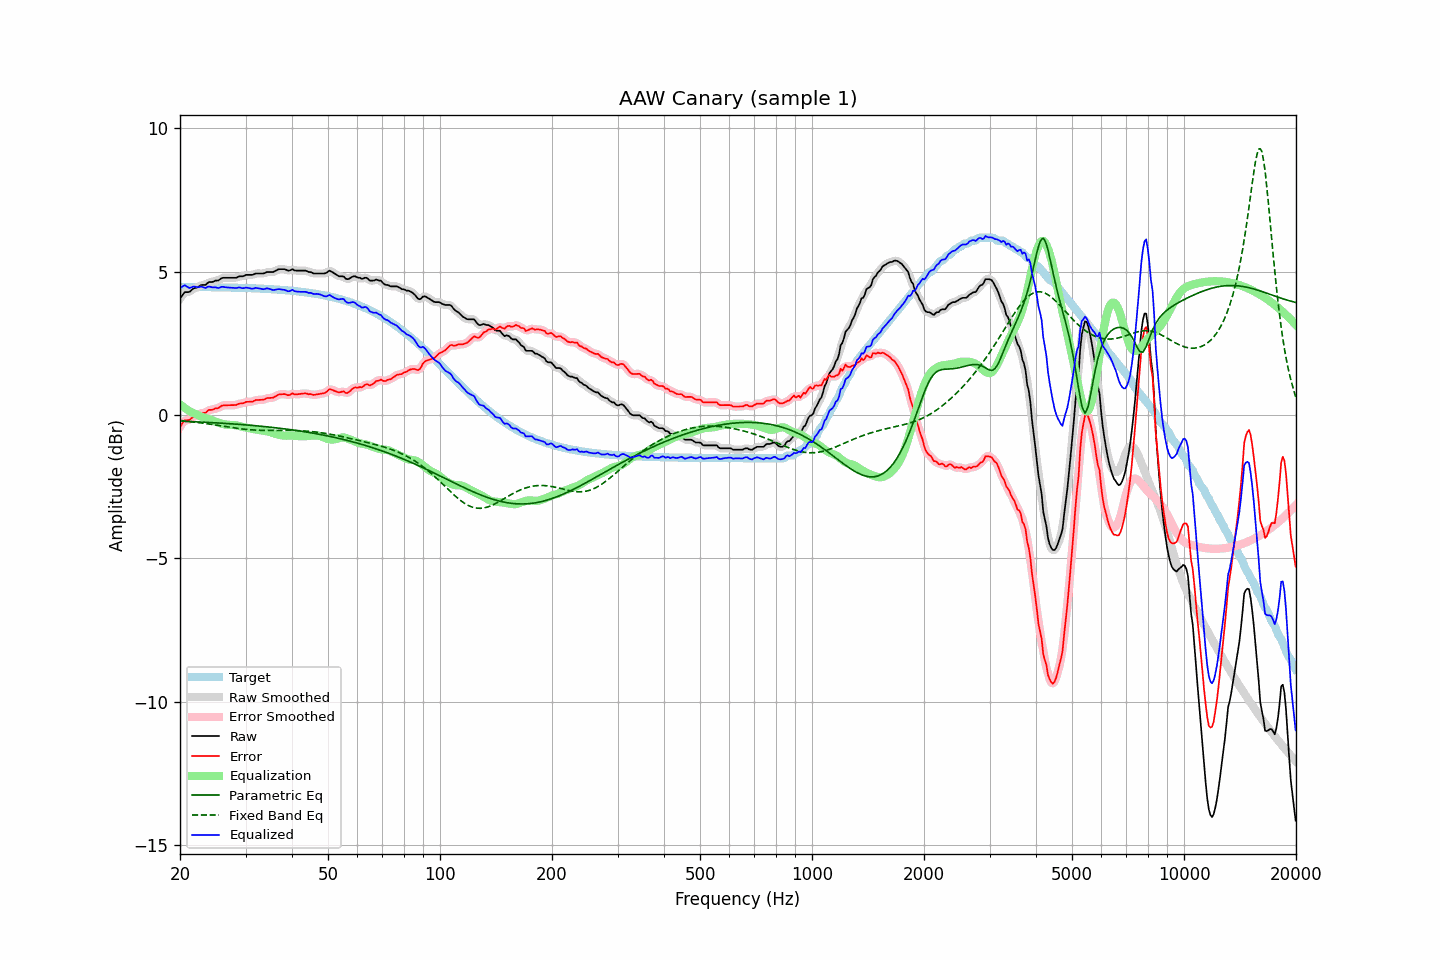 AAW Canary (sample 1)
10
5
0
−5
−10
−15
Amplitude (dBr)
Target
Raw Smoothed
Error Smoothed
Raw
Error
Equalization
Parametric Eq
Fixed Band Eq
Equalized
20 50 100 200 500 1000 2000 5000 10000 20000
Frequency (Hz)